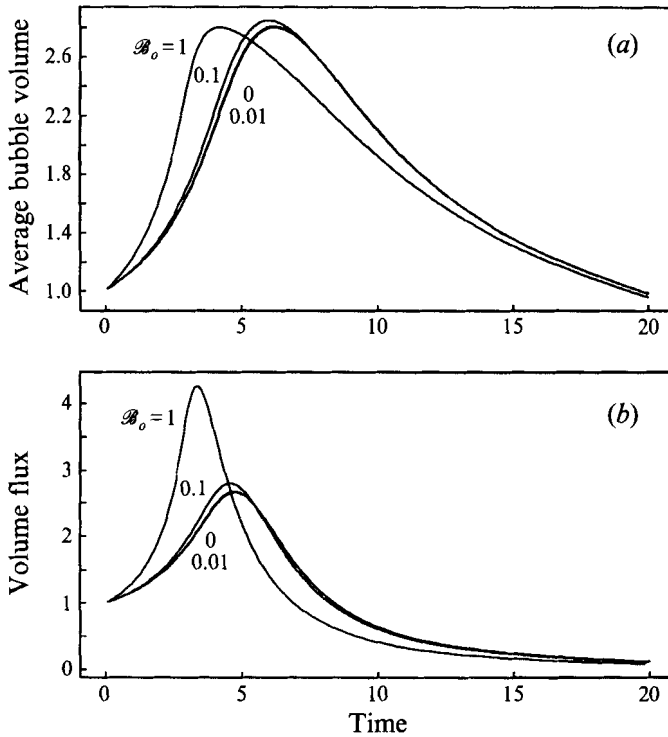 (a)
ℬₒ = 1
0.1
0
0.01
Average bubble volume
2.6
2.2
1.8
1.4
1.0
0 5 10 15 20
(b)
ℬₒ = 1
0.1
0
0.01
Volume flux
4
3
2
1
0
0 5 10 15 20
Time